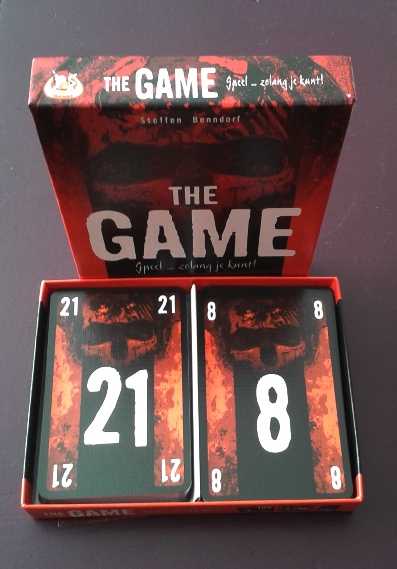 THE GAME Speel ... zolang je kunt!
Steffen Benndorf
THE
GAME
Speel ... zolang je kunt!
21 21
21
21 21
8 8
8
8 8
THE GAME